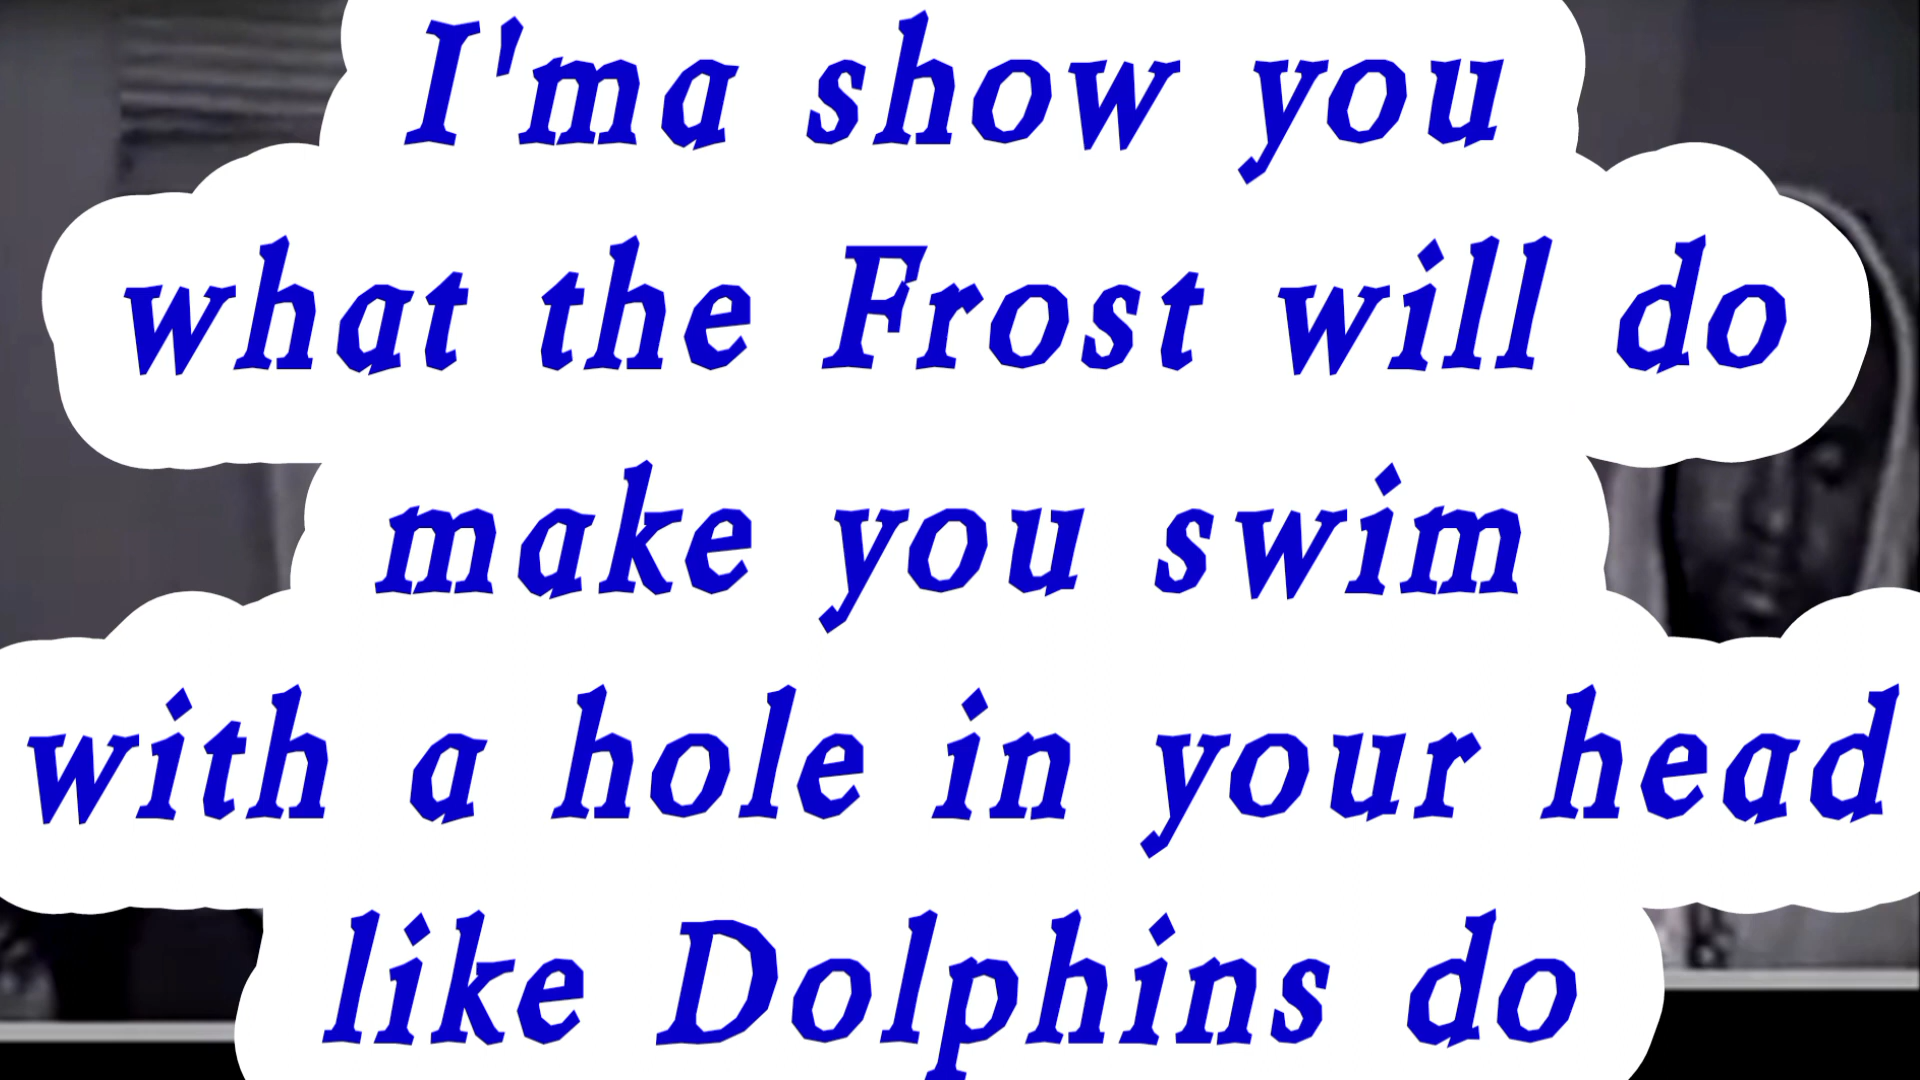 I'ma show you
what the Frost will do
make you swim
with a hole in your head
like Dolphins do